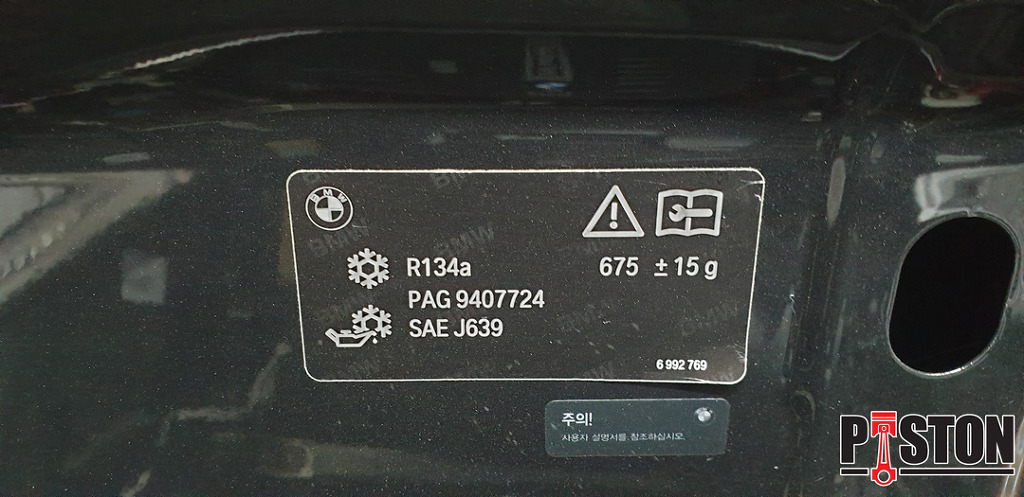 BMW
R134a 675 ±15 g
PAG 9407724
SAE J639
6 992 769
주의!
사용자 설명서를 참조하십시오.
PISTON